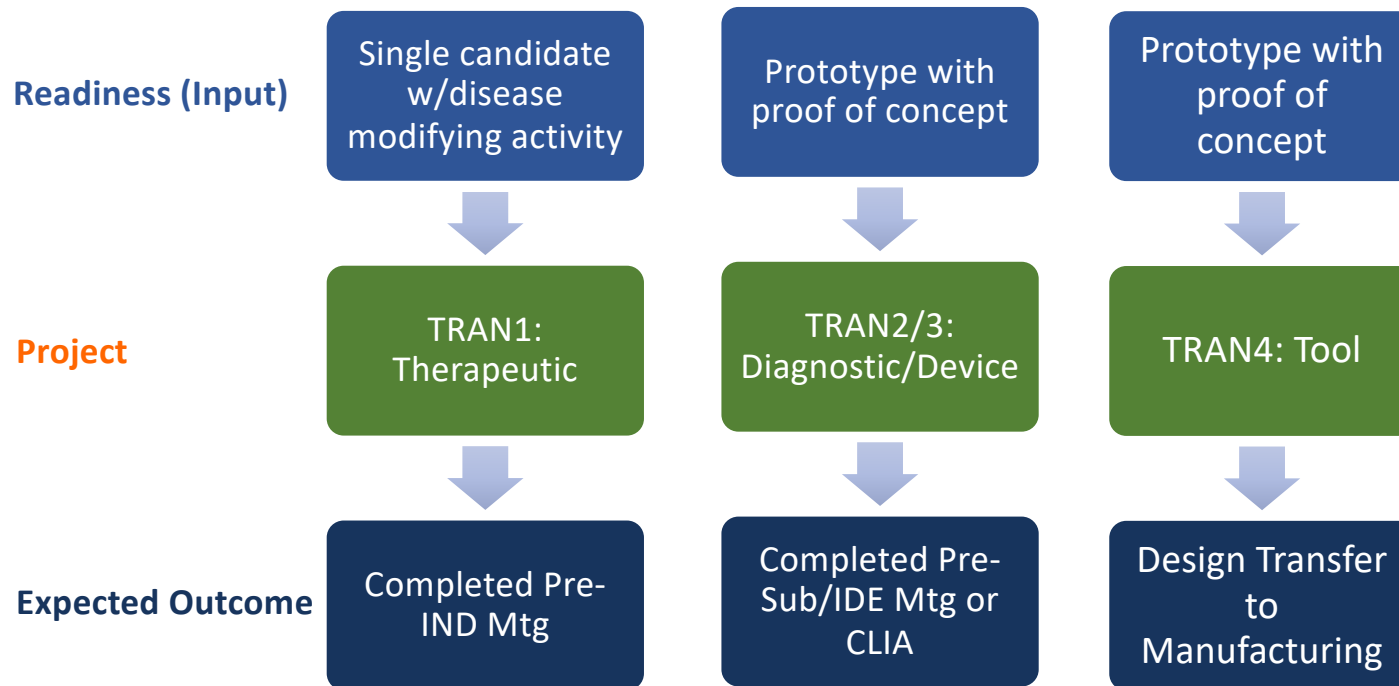 Readiness (Input)
Single candidate
w/disease
modifying activity
Prototype with
proof of concept
Prototype with
proof of
concept
Project
TRAN1:
Therapeutic
TRAN2/3:
Diagnostic/Device
TRAN4: Tool
Expected Outcome
Completed Pre-
IND Mtg
Completed Pre-
Sub/IDE Mtg or
CLIA
Design Transfer
to
Manufacturing